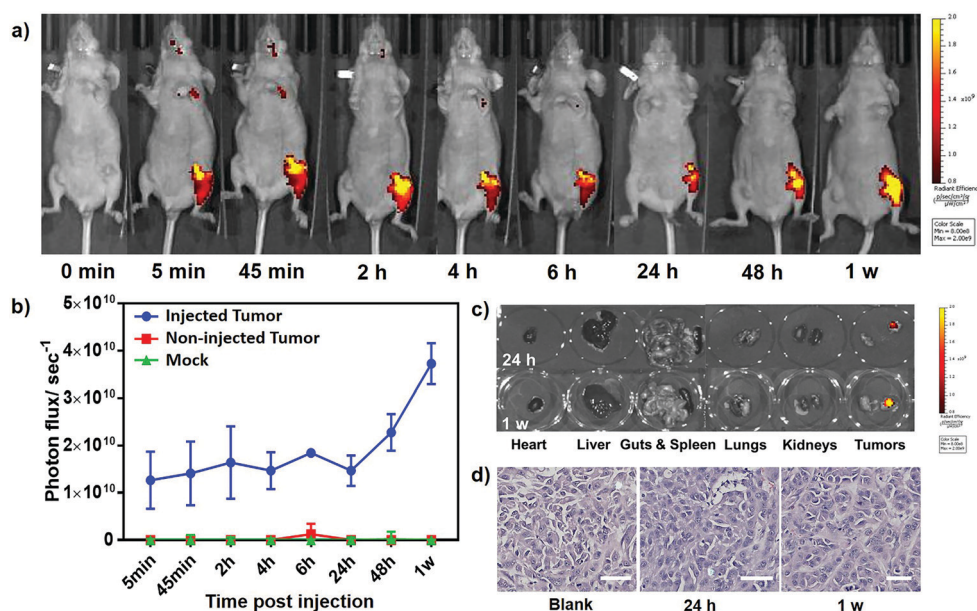 a)
0 min 5 min 45 min 2 h 4 h 6 h 24 h 48 h 1 w
2.0
1.8
1.6
1.4
1.2
1.0
0.8
x10⁹
Radiant Efficiency
Color Scale
Min = 8.00e8
Max = 2.00e9
b)
5×10¹⁰
4×10¹⁰
3×10¹⁰
2×10¹⁰
1×10¹⁰
0
Photon flux/ sec⁻¹
Injected Tumor
Non-injected Tumor
Mock
5min 45min 2h 4h 6h 24h 48h 1w
Time post injection
c)
24 h
1 w
Heart Liver Guts & Spleen Lungs Kidneys Tumors
Radiant Efficiency
Color Scale
d)
Blank 24 h 1 w